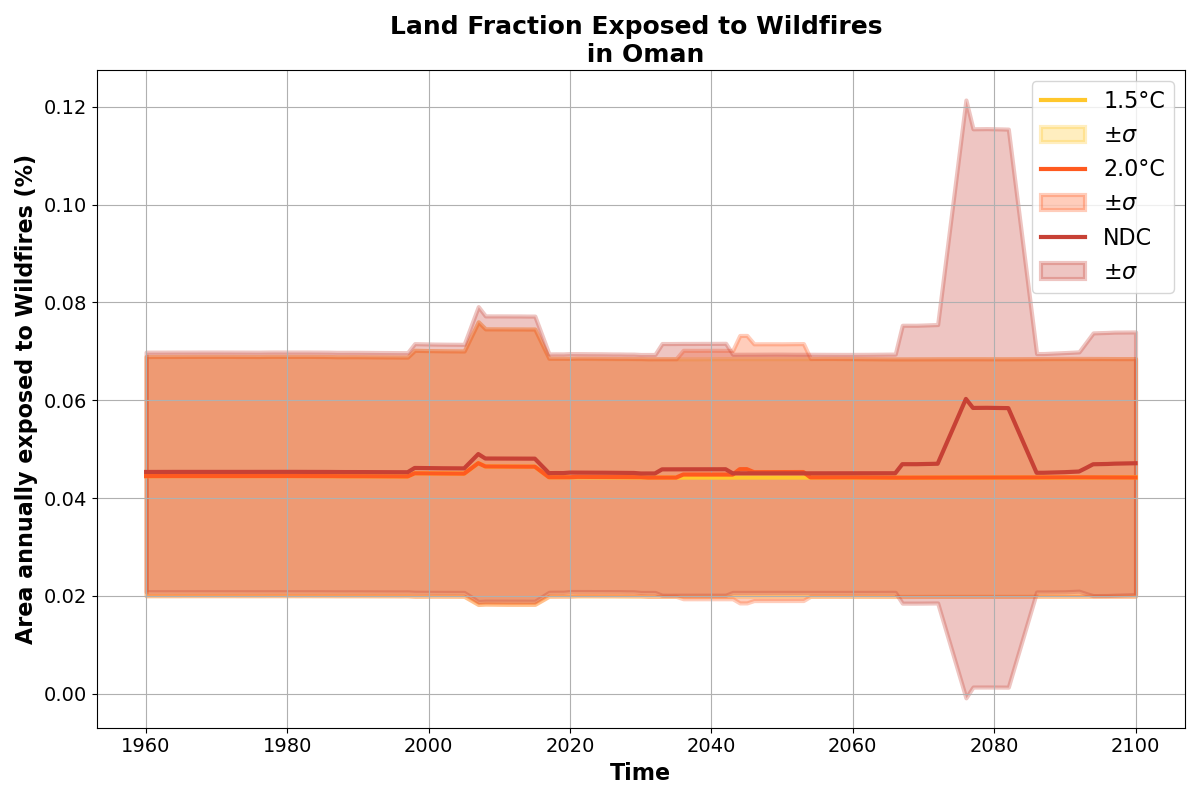 Land Fraction Exposed to Wildfires
in Oman
Area annually exposed to Wildfires (%)
0.12
0.10
0.08
0.06
0.04
0.02
0.00
1960 1980 2000 2020 2040 2060 2080 2100
Time
1.5°C
±σ
2.0°C
±σ
NDC
±σ